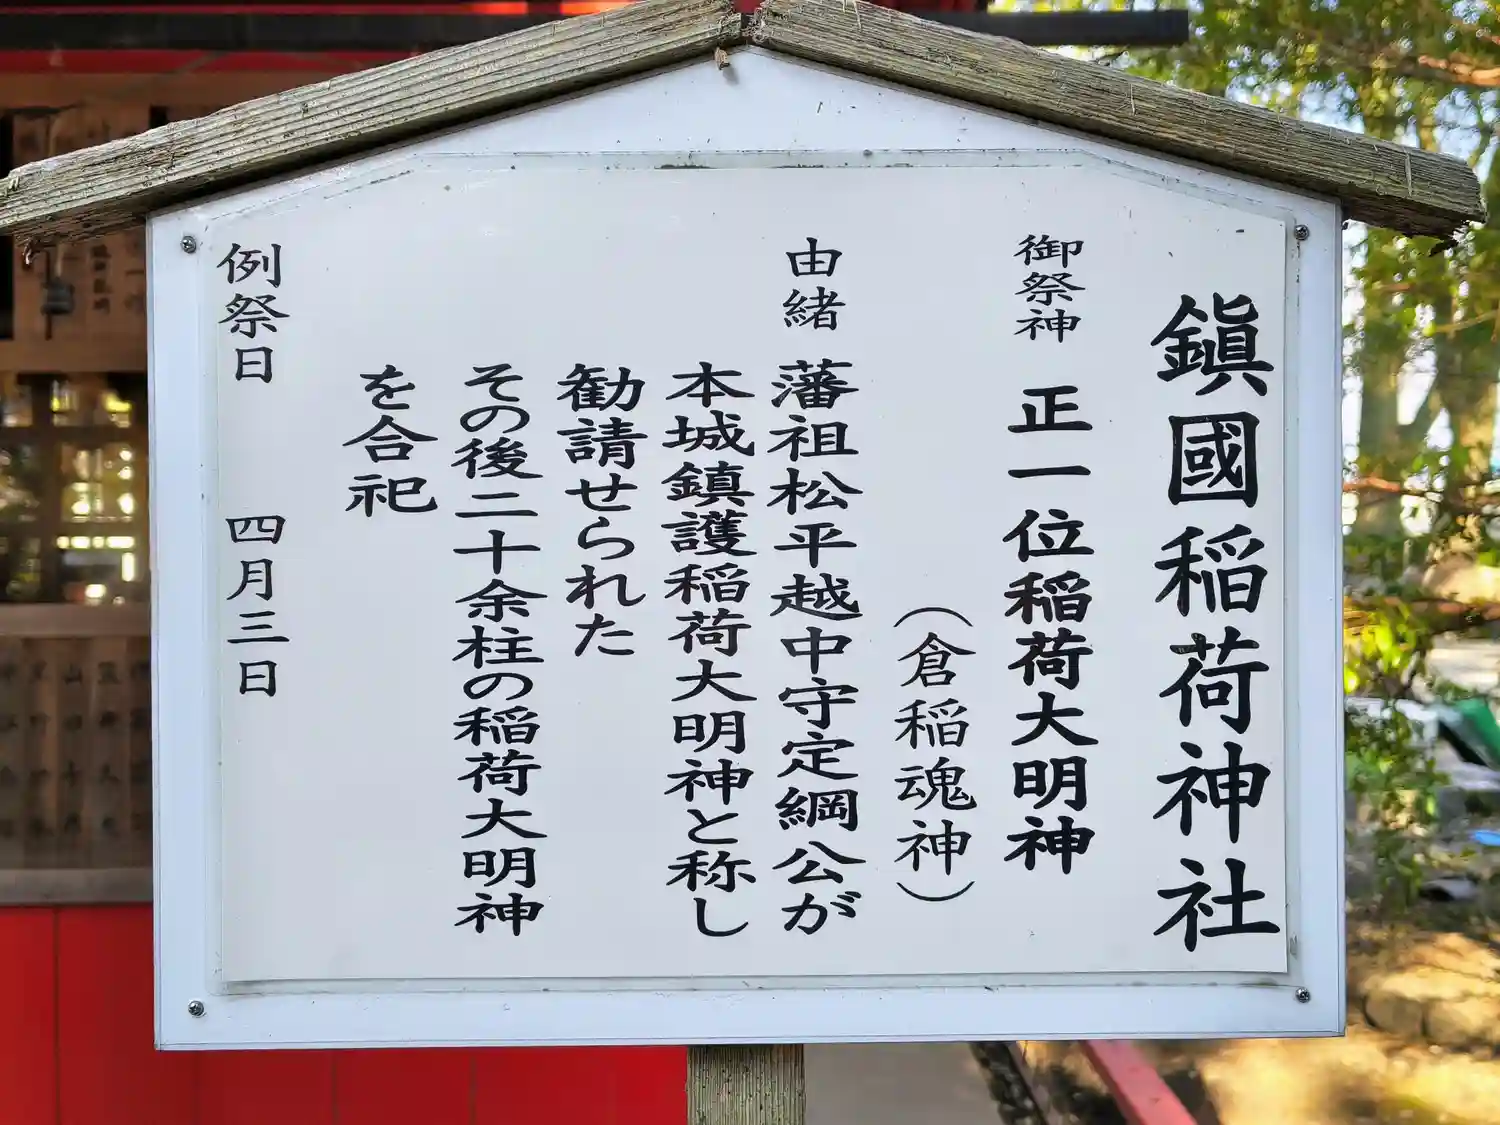 鎭國稲荷神社
御祭神 正一位稲荷大明神
（倉稲魂神）
由緒 藩祖松平越中守定綱公が
本城鎮護稲荷大明神と称し
勧請せられた
その後二十余柱の稲荷大明神
を合祀
例祭日 四月三日